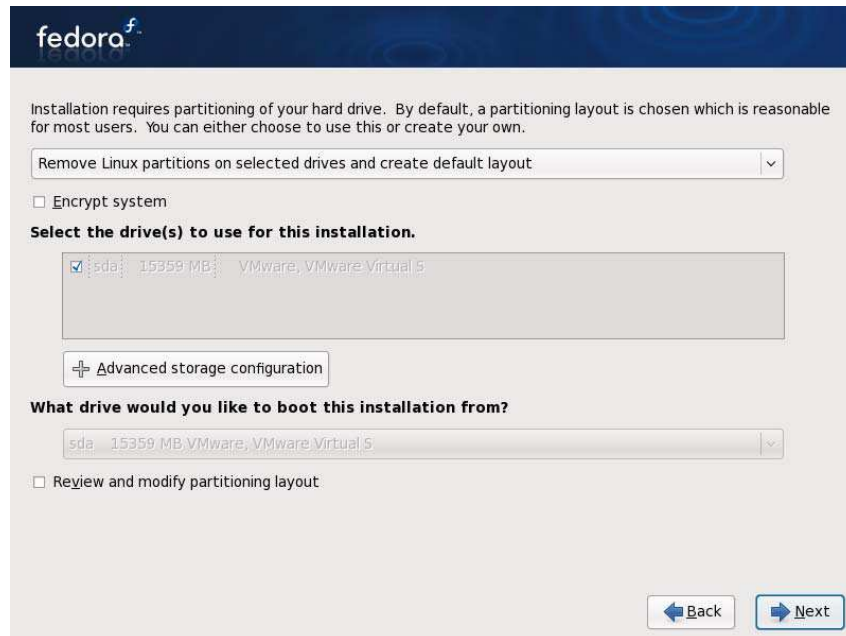 fedora
Installation requires partitioning of your hard drive. By default, a partitioning layout is chosen which is reasonable
for most users. You can either choose to use this or create your own.
Remove Linux partitions on selected drives and create default layout
Encrypt system
Select the drive(s) to use for this installation.
sda 15359 MB VMware, VMware Virtual S
Advanced storage configuration
What drive would you like to boot this installation from?
sda 15359 MB VMware, VMware Virtual S
Review and modify partitioning layout
Back Next